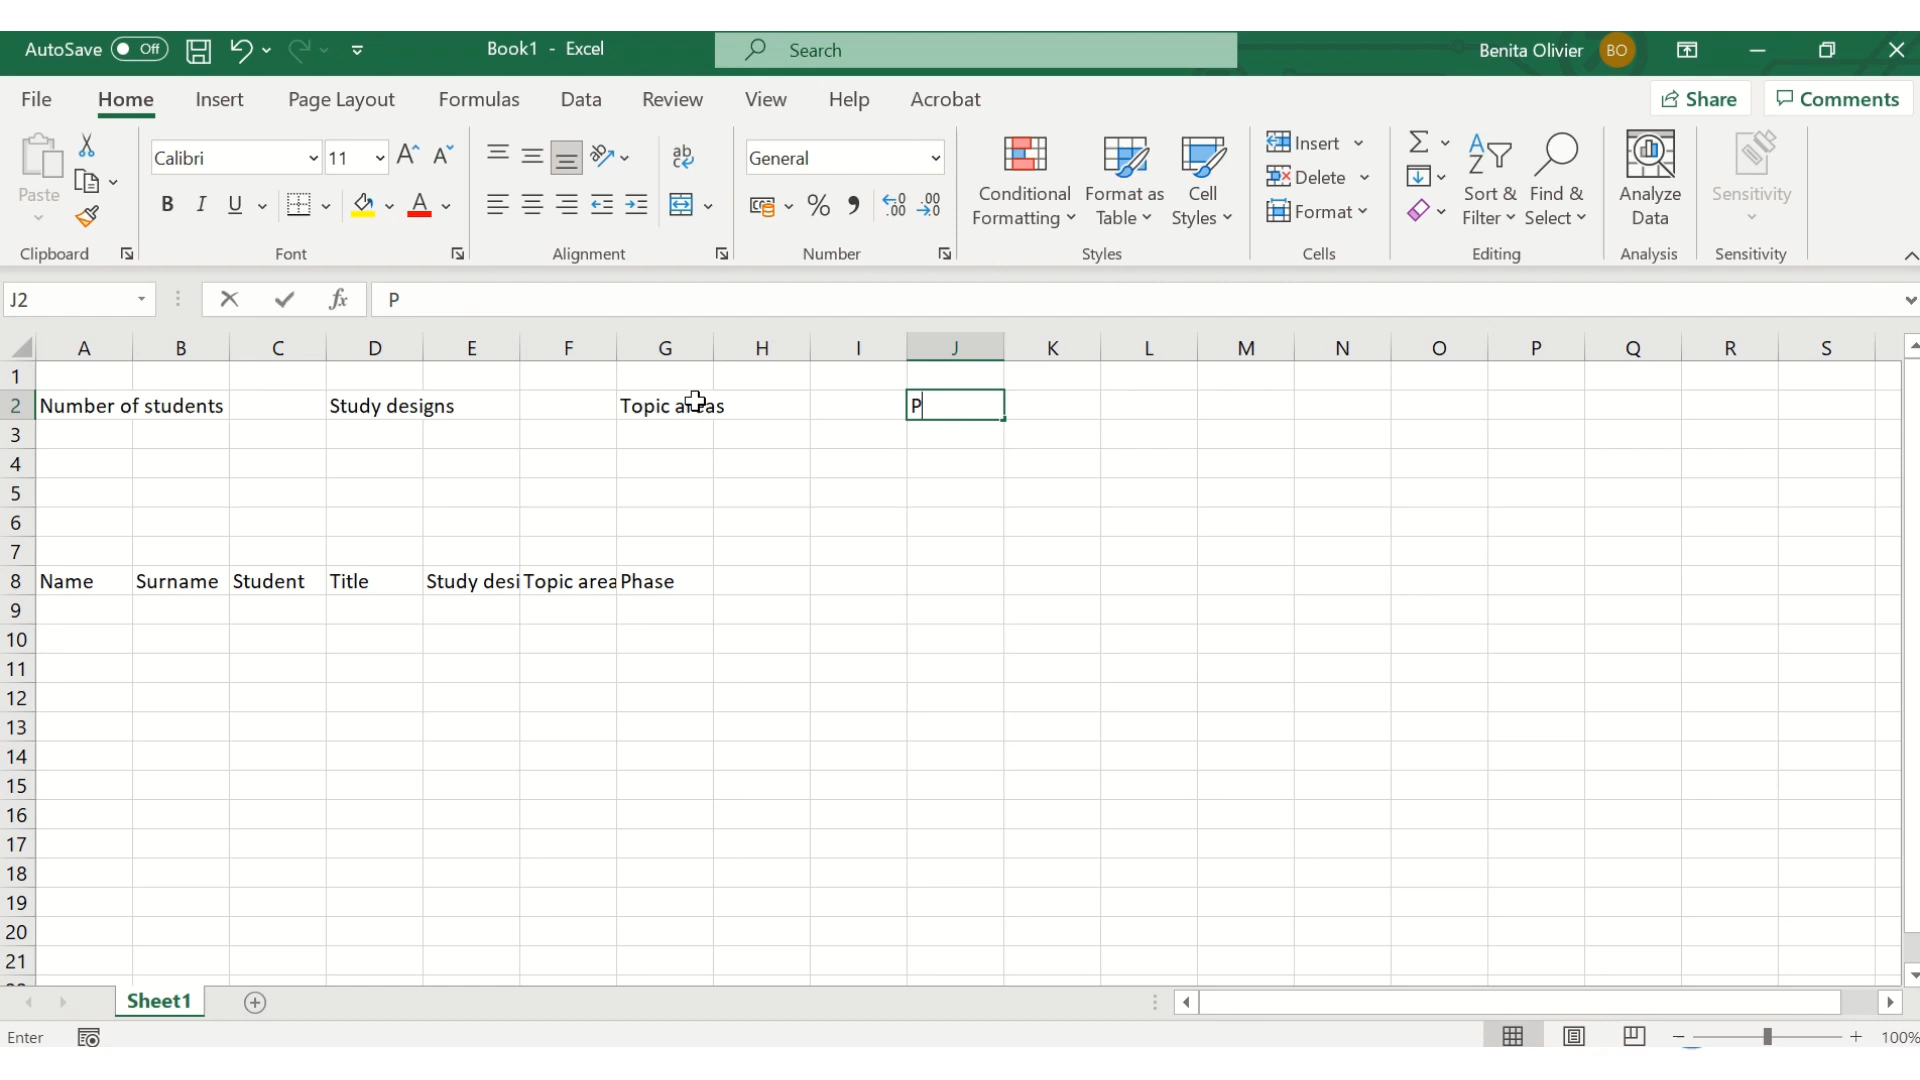 AutoSave Off Book1 - Excel Search Benita Olivier BO
File Home Insert Page Layout Formulas Data Review View Help Acrobat Share Comments
Calibri 11 General Insert
Paste Conditional Format as Cell Delete Sort & Find & Analyze Sensitivity
B I U A % Formatting Table Styles Format Filter Select Data
Clipboard Font Alignment Number Styles Cells Editing Analysis Sensitivity
J2 fx P
A B C D E F G H I J K L M N O P Q R S
1
2 Number of students Study designs Topic areas P
3
4
5
6
7
8 Name Surname Student Title Study desi Topic area Phase
9
10
11
12
13
14
15
16
17
18
19
20
21
Sheet1
Enter 100%